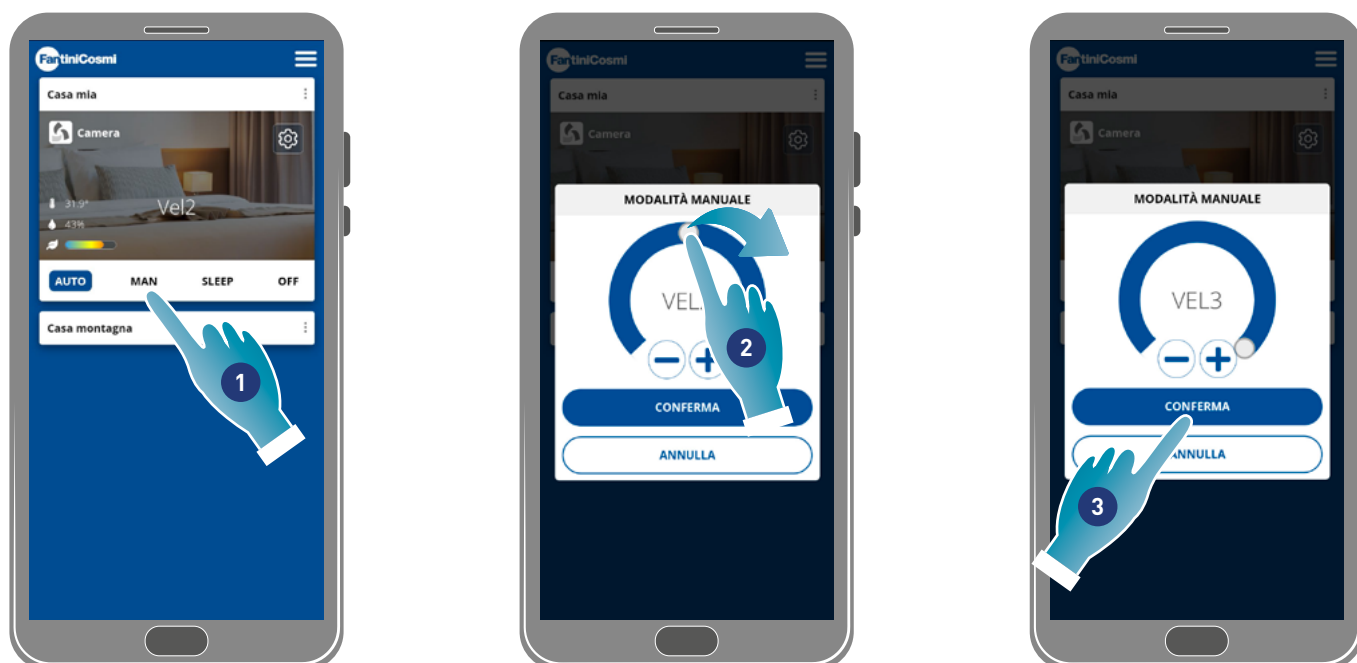 FantiniCosmi
Casa mia
Camera
31.9°
Vel2
43%
AUTO MAN SLEEP OFF
Casa montagna
1
FantiniCosmi
Casa mia
Camera
MODALITÀ MANUALE
VEL
2
CONFERMA
ANNULLA
FantiniCosmi
Casa mia
Camera
MODALITÀ MANUALE
VEL3
CONFERMA
ANNULLA
3